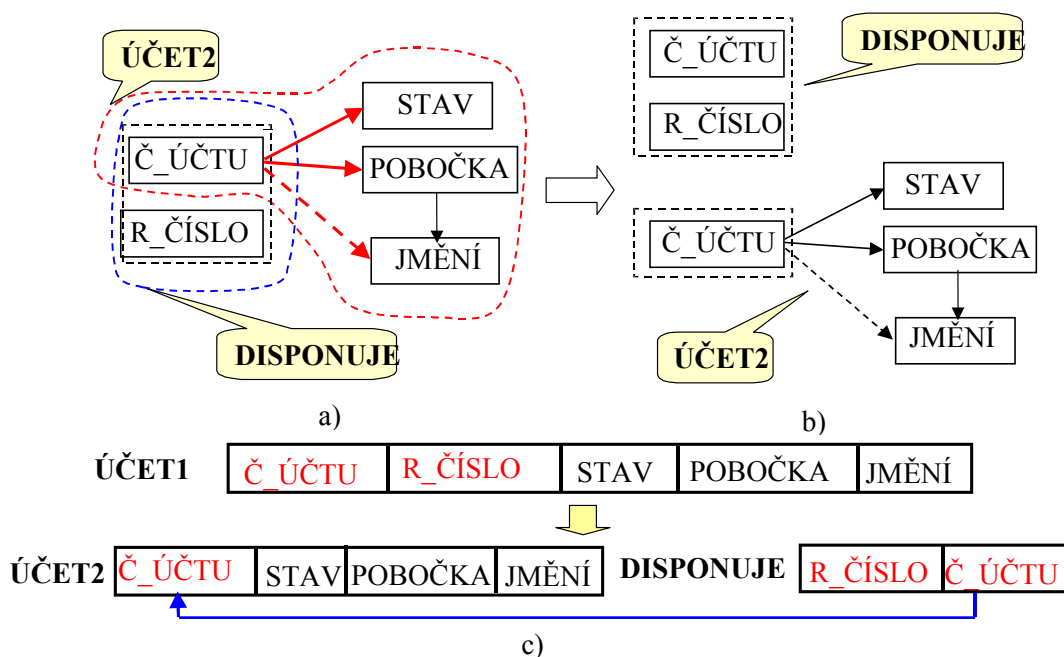 ÚČET2
Č_ÚČTU
R_ČÍSLO
STAV
POBOČKA
JMĚNÍ
DISPONUJE
a)
Č_ÚČTU
R_ČÍSLO
DISPONUJE
Č_ÚČTU
STAV
POBOČKA
JMĚNÍ
ÚČET2
b)
ÚČET1 Č_ÚČTU R_ČÍSLO STAV POBOČKA JMĚNÍ
ÚČET2 Č_ÚČTU STAV POBOČKA JMĚNÍ DISPONUJE R_ČÍSLO Č_ÚČTU
c)